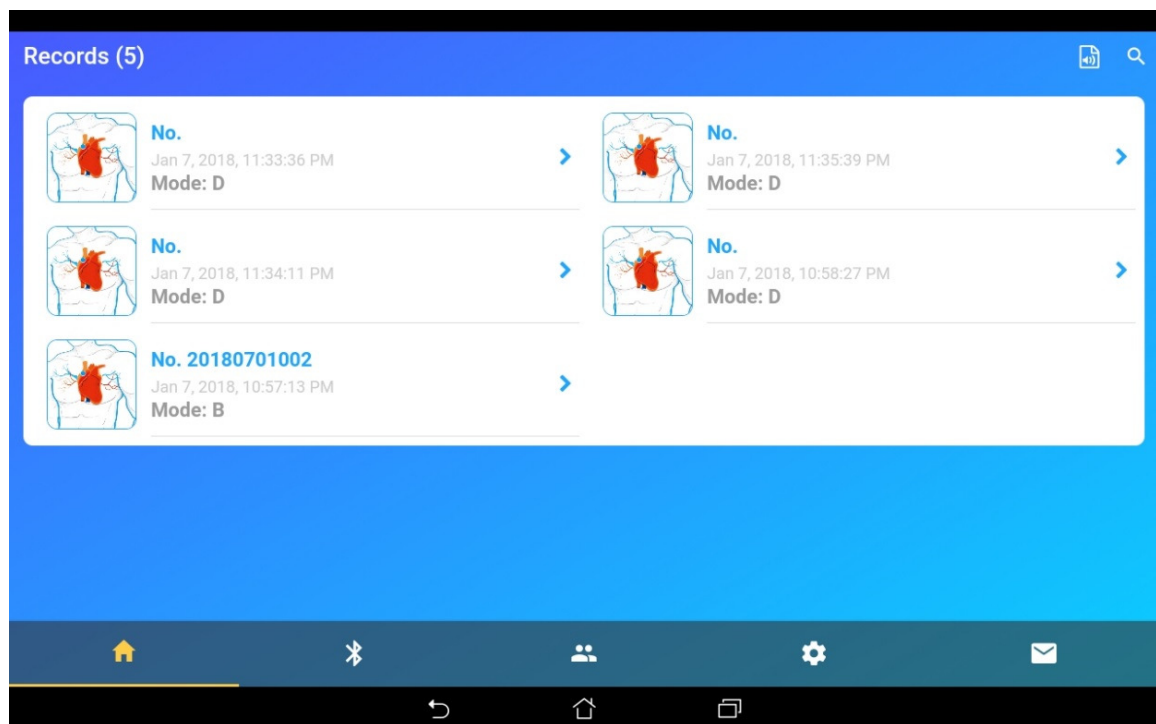 Records (5)
No.
Jan 7, 2018, 11:33:36 PM
Mode: D
No.
Jan 7, 2018, 11:35:39 PM
Mode: D
No.
Jan 7, 2018, 11:34:11 PM
Mode: D
No.
Jan 7, 2018, 10:58:27 PM
Mode: D
No. 20180701002
Jan 7, 2018, 10:57:13 PM
Mode: B